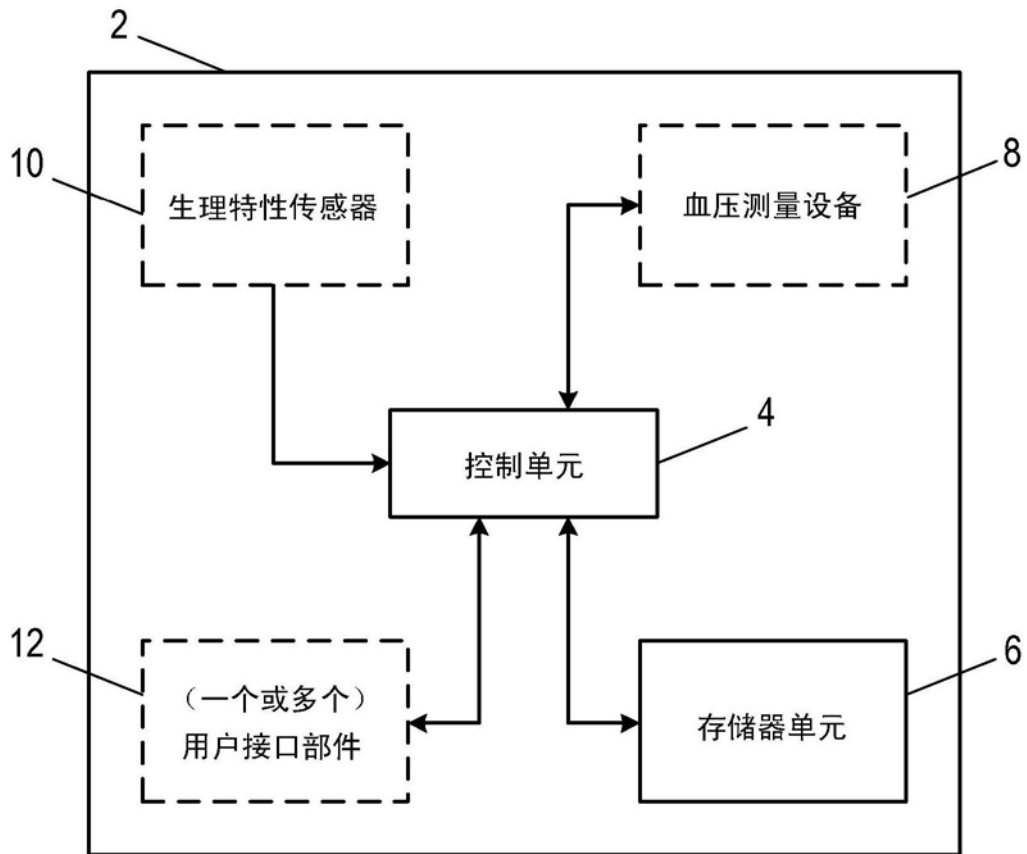 2
10
生理特性传感器
血压测量设备
8
控制单元
4
12
（一个或多个）
用户接口部件
存储器单元
6